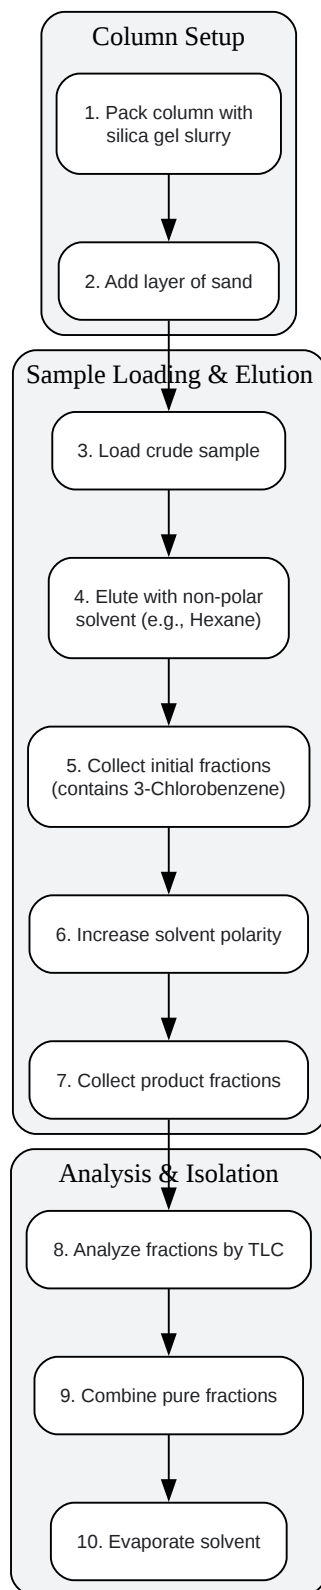 Column Setup
1. Pack column with
silica gel slurry
2. Add layer of sand
Sample Loading & Elution
3. Load crude sample
4. Elute with non-polar
solvent (e.g., Hexane)
5. Collect initial fractions
(contains 3-Chlorobenzene)
6. Increase solvent polarity
7. Collect product fractions
Analysis & Isolation
8. Analyze fractions by TLC
9. Combine pure fractions
10. Evaporate solvent